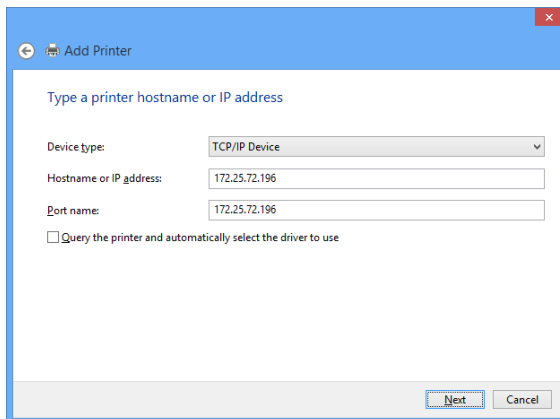 Add Printer
Type a printer hostname or IP address
Device type: TCP/IP Device
Hostname or IP address: 172.25.72.196
Port name: 172.25.72.196
Query the printer and automatically select the driver to use
Next Cancel